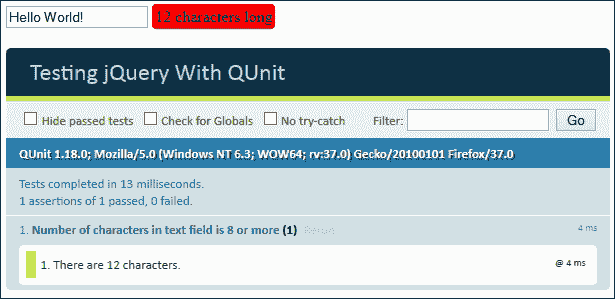 Hello World! 12 characters long
Testing jQuery With QUnit
Hide passed tests Check for Globals No try-catch Filter: Go
QUnit 1.18.0; Mozilla/5.0 (Windows NT 6.3; WOW64; rv:37.0) Gecko/20100101 Firefox/37.0
Tests completed in 13 milliseconds.
1 assertions of 1 passed, 0 failed.
1. Number of characters in text field is 8 or more (1) Rerun 4 ms
1. There are 12 characters. @ 4 ms